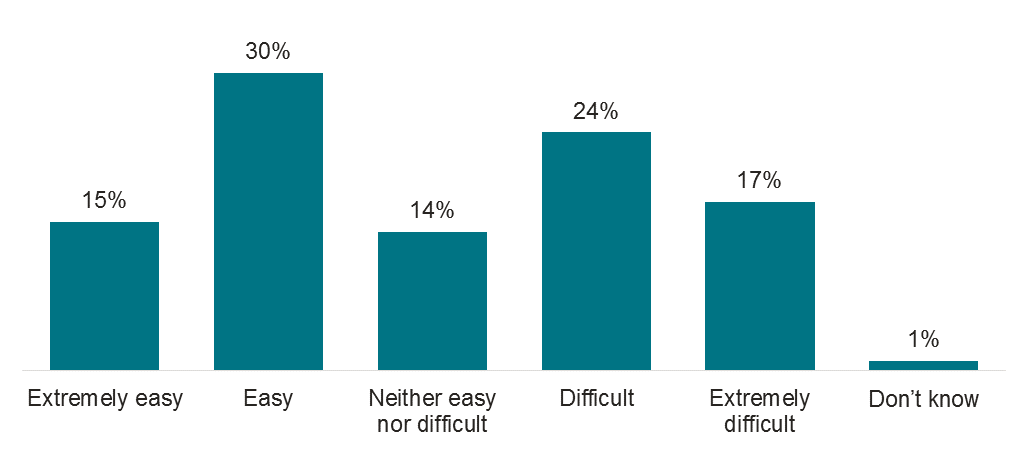 30%
24%
17%
15%
14%
1%
Extremely easy
Easy
Neither easy
nor difficult
Difficult
Extremely
difficult
Don’t know